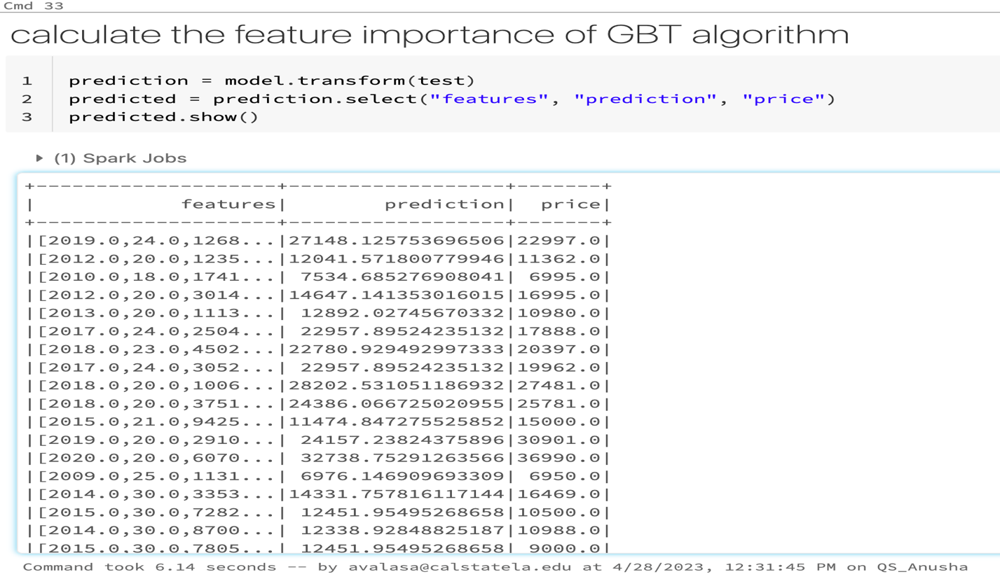 Cmd 33
calculate the feature importance of GBT algorithm
1 prediction = model.transform(test)
2 predicted = prediction.select("features", "prediction", "price")
3 predicted.show()
(1) Spark Jobs
+--------------------+------------------+-------+
|            features|        prediction|  price|
+--------------------+------------------+-------+
|[2019.0,24.0,1268...|27148.125753696506|22997.0|
|[2012.0,20.0,1235...|12041.571800779946|11362.0|
|[2010.0,18.0,1741...| 7534.685276908041| 6995.0|
|[2012.0,20.0,3014...|14647.141353016015|16995.0|
|[2013.0,20.0,1113...| 12892.02745670332|10980.0|
|[2017.0,24.0,2504...| 22957.89524235132|17888.0|
|[2018.0,23.0,4502...|22780.929492997333|20397.0|
|[2017.0,24.0,3052...| 22957.89524235132|19962.0|
|[2018.0,20.0,1006...|28202.531051186932|27481.0|
|[2018.0,20.0,3751...|24386.066725020955|25781.0|
|[2015.0,21.0,9425...|11474.847275525852|15000.0|
|[2019.0,20.0,2910...| 24157.23824375896|30901.0|
|[2020.0,20.0,6070...| 32738.75291263566|36990.0|
|[2009.0,25.0,1131...| 6976.146909693309| 6950.0|
|[2014.0,30.0,3353...|14331.757816117144|16469.0|
|[2015.0,30.0,7282...| 12451.95495268658|10500.0|
|[2014.0,30.0,8700...| 12338.92848825187|10988.0|
|[2015.0,30.0,7805...| 12451.95495268658| 9000.0|
Command took 6.14 seconds -- by avalasa@calstatela.edu at 4/28/2023, 12:31:45 PM on QS_Anusha